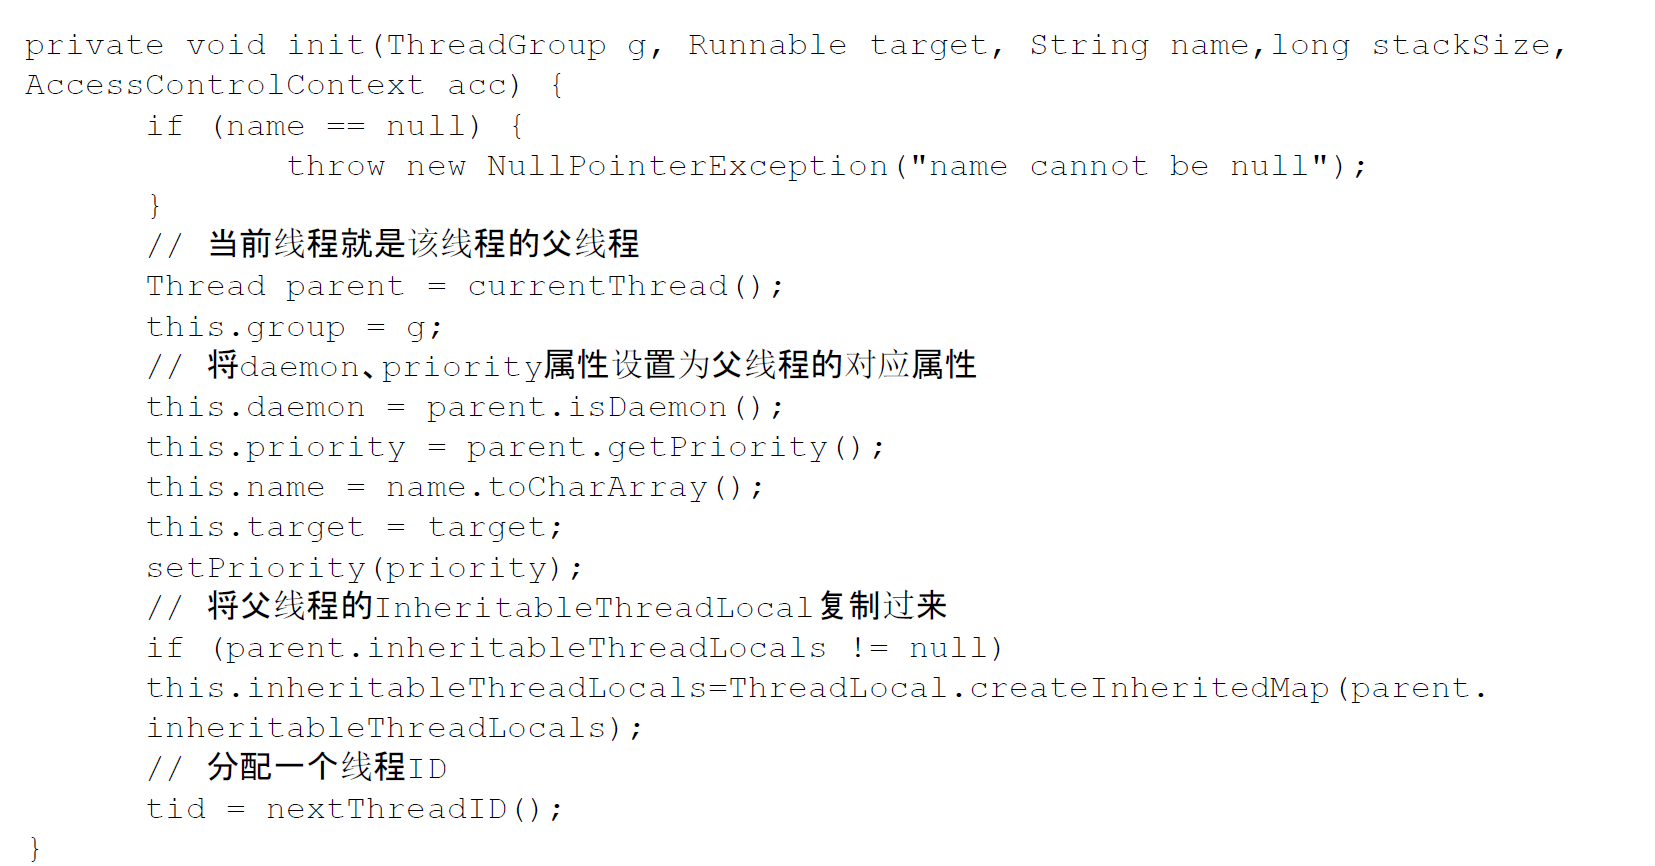 private void init(ThreadGroup g, Runnable target, String name,long stackSize,
AccessControlContext acc) {
if (name == null) {
throw new NullPointerException("name cannot be null");
}
// 当前线程就是该线程的父线程
Thread parent = currentThread();
this.group = g;
// 将daemon、priority属性设置为父线程的对应属性
this.daemon = parent.isDaemon();
this.priority = parent.getPriority();
this.name = name.toCharArray();
this.target = target;
setPriority(priority);
// 将父线程的InheritableThreadLocal复制过来
if (parent.inheritableThreadLocals != null)
this.inheritableThreadLocals=ThreadLocal.createInheritedMap(parent.
inheritableThreadLocals);
// 分配一个线程ID
tid = nextThreadID();
}